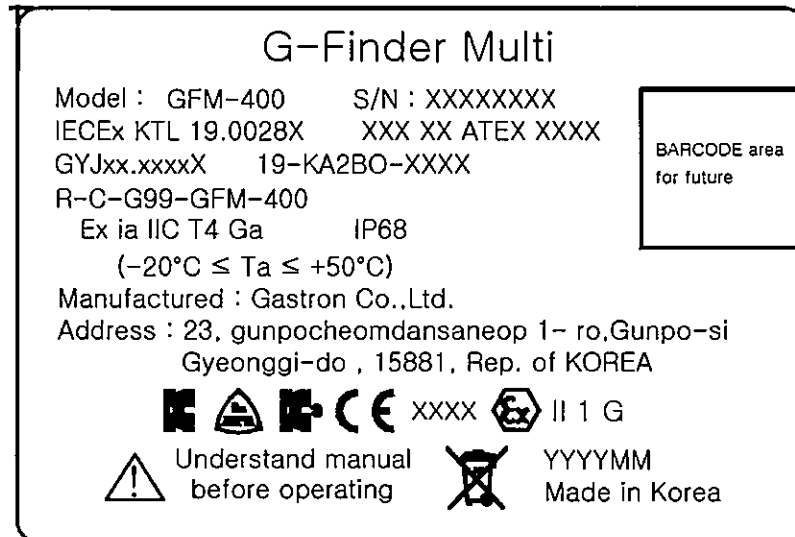 G-Finder Multi
Model : GFM-400 S/N : XXXXXXXX
IECEx KTL 19.0028X XXX XX ATEX XXXX
GYJxx.xxxxX 19-KA2BO-XXXX
R-C-G99-GFM-400
Ex ia IIC T4 Ga IP68
(-20°C ≤ Ta ≤ +50°C)
BARCODE area
for future
Manufactured : Gastron Co.,Ltd.
Address : 23, gunpocheomdansaneop 1- ro,Gunpo-si
Gyeonggi-do , 15881, Rep. of KOREA
CE XXXX Ex II 1 G
Understand manual
before operating
YYYYMM
Made in Korea